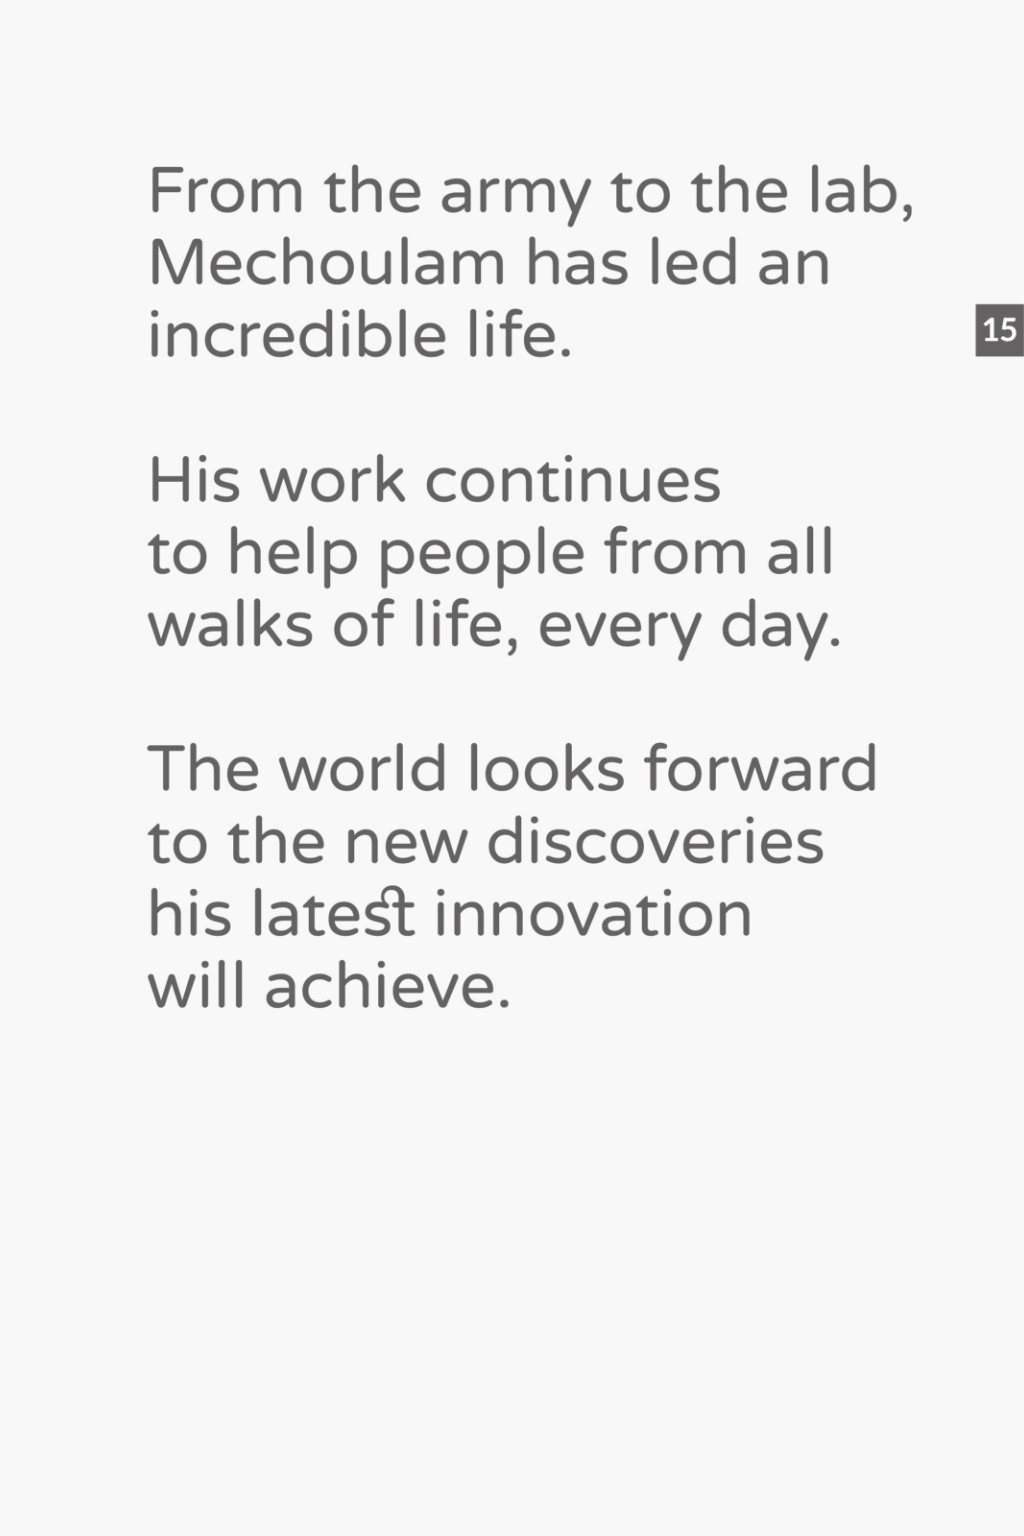 From the army to the lab,
Mechoulam has led an
incredible life.
15
His work continues
to help people from all
walks of life, every day.
The world looks forward
to the new discoveries
his latest innovation
will achieve.